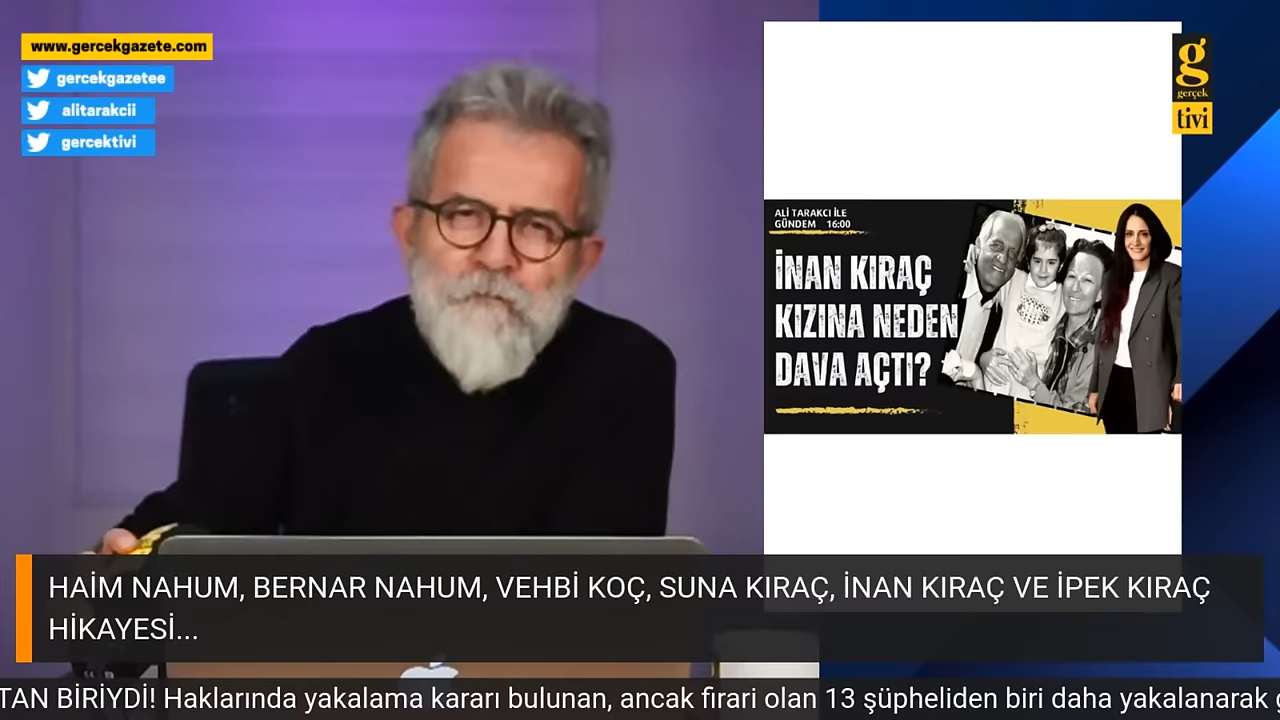 www.gercekgazete.com
gercekgazetee
alitarakcii
gercektivi
g
gerçek
tivi
ALİ TARAKCI İLE
GÜNDEM 16:00
İNAN KIRAÇ
KIZINA NEDEN
DAVA AÇTI?
HAİM NAHUM, BERNAR NAHUM, VEHBİ KOÇ, SUNA KIRAÇ, İNAN KIRAÇ VE İPEK KIRAÇ
HİKAYESİ...
TAN BİRİYDİ! Haklarında yakalama kararı bulunan, ancak firari olan 13 şüpheliden biri daha yakalanarak